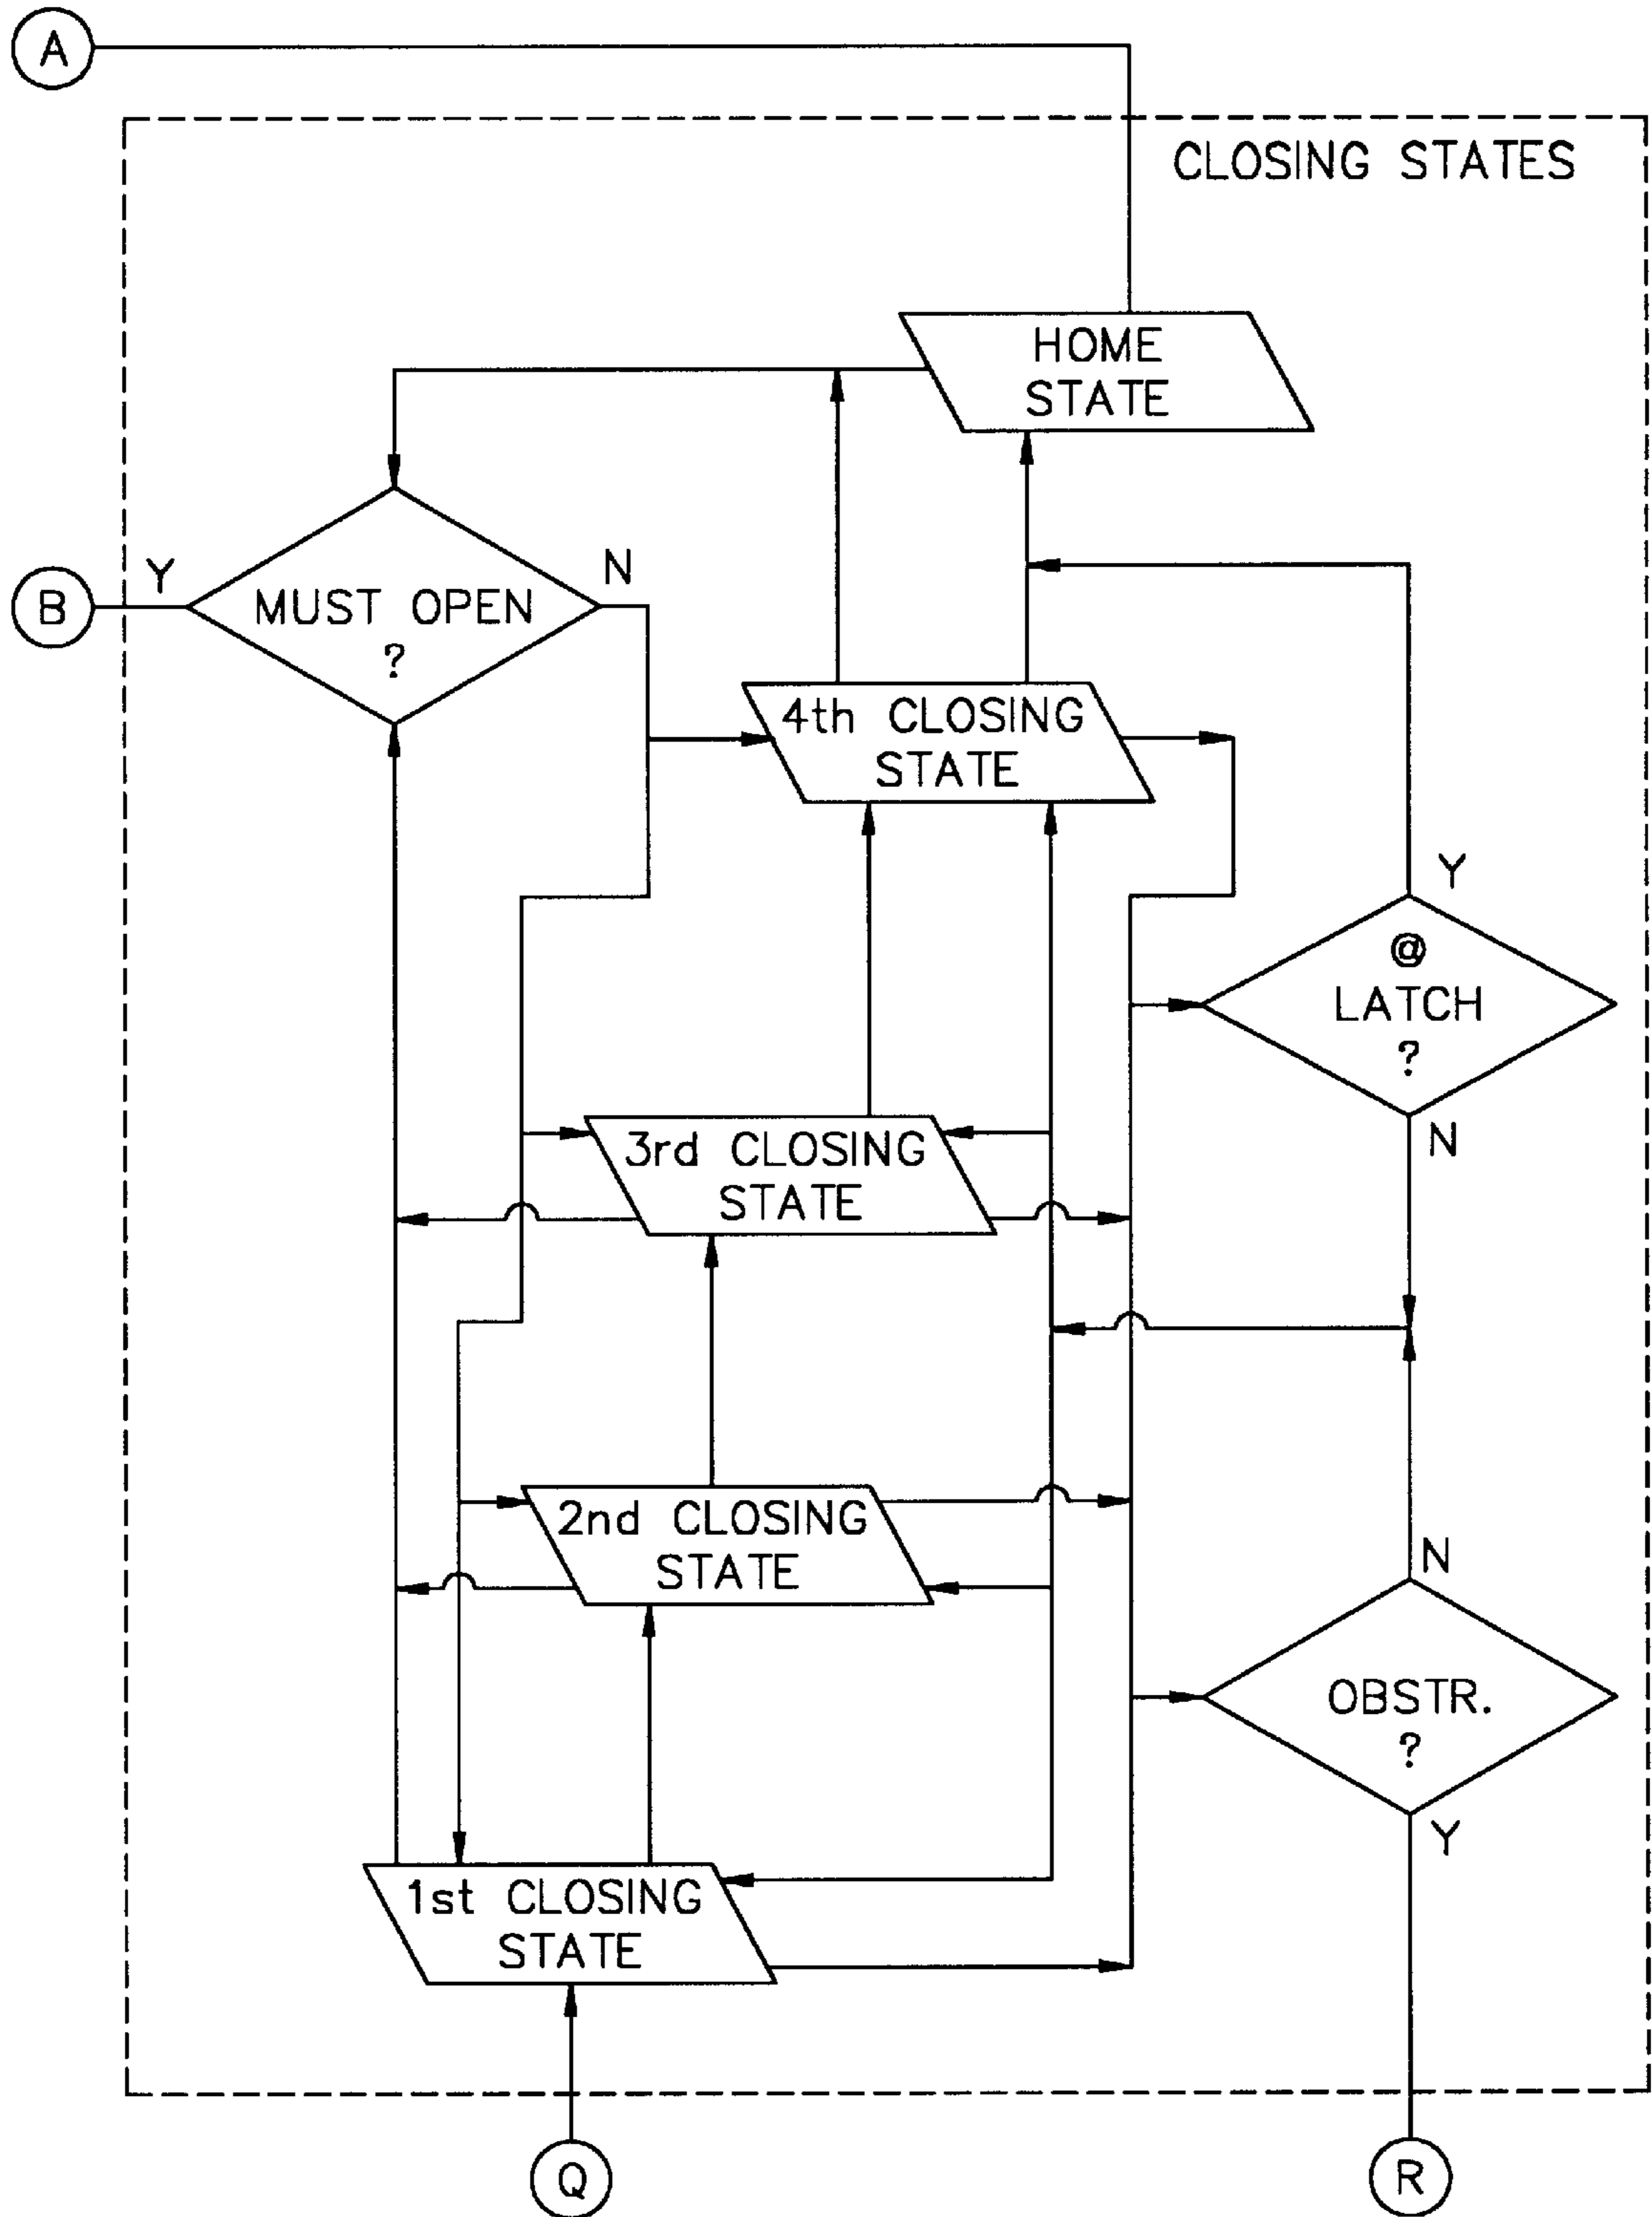 A
CLOSING STATES
HOME
STATE
Y
N
B
MUST OPEN
?
4th CLOSING
STATE
Y
@
LATCH
?
N
3rd CLOSING
STATE
2nd CLOSING
STATE
N
OBSTR.
?
Y
1st CLOSING
STATE
Q
R